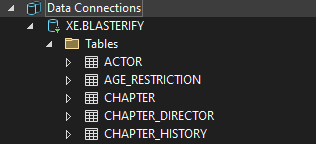 Data Connections
XE.BLASTERIFY
Tables
ACTOR
AGE_RESTRICTION
CHAPTER
CHAPTER_DIRECTOR
CHAPTER_HISTORY